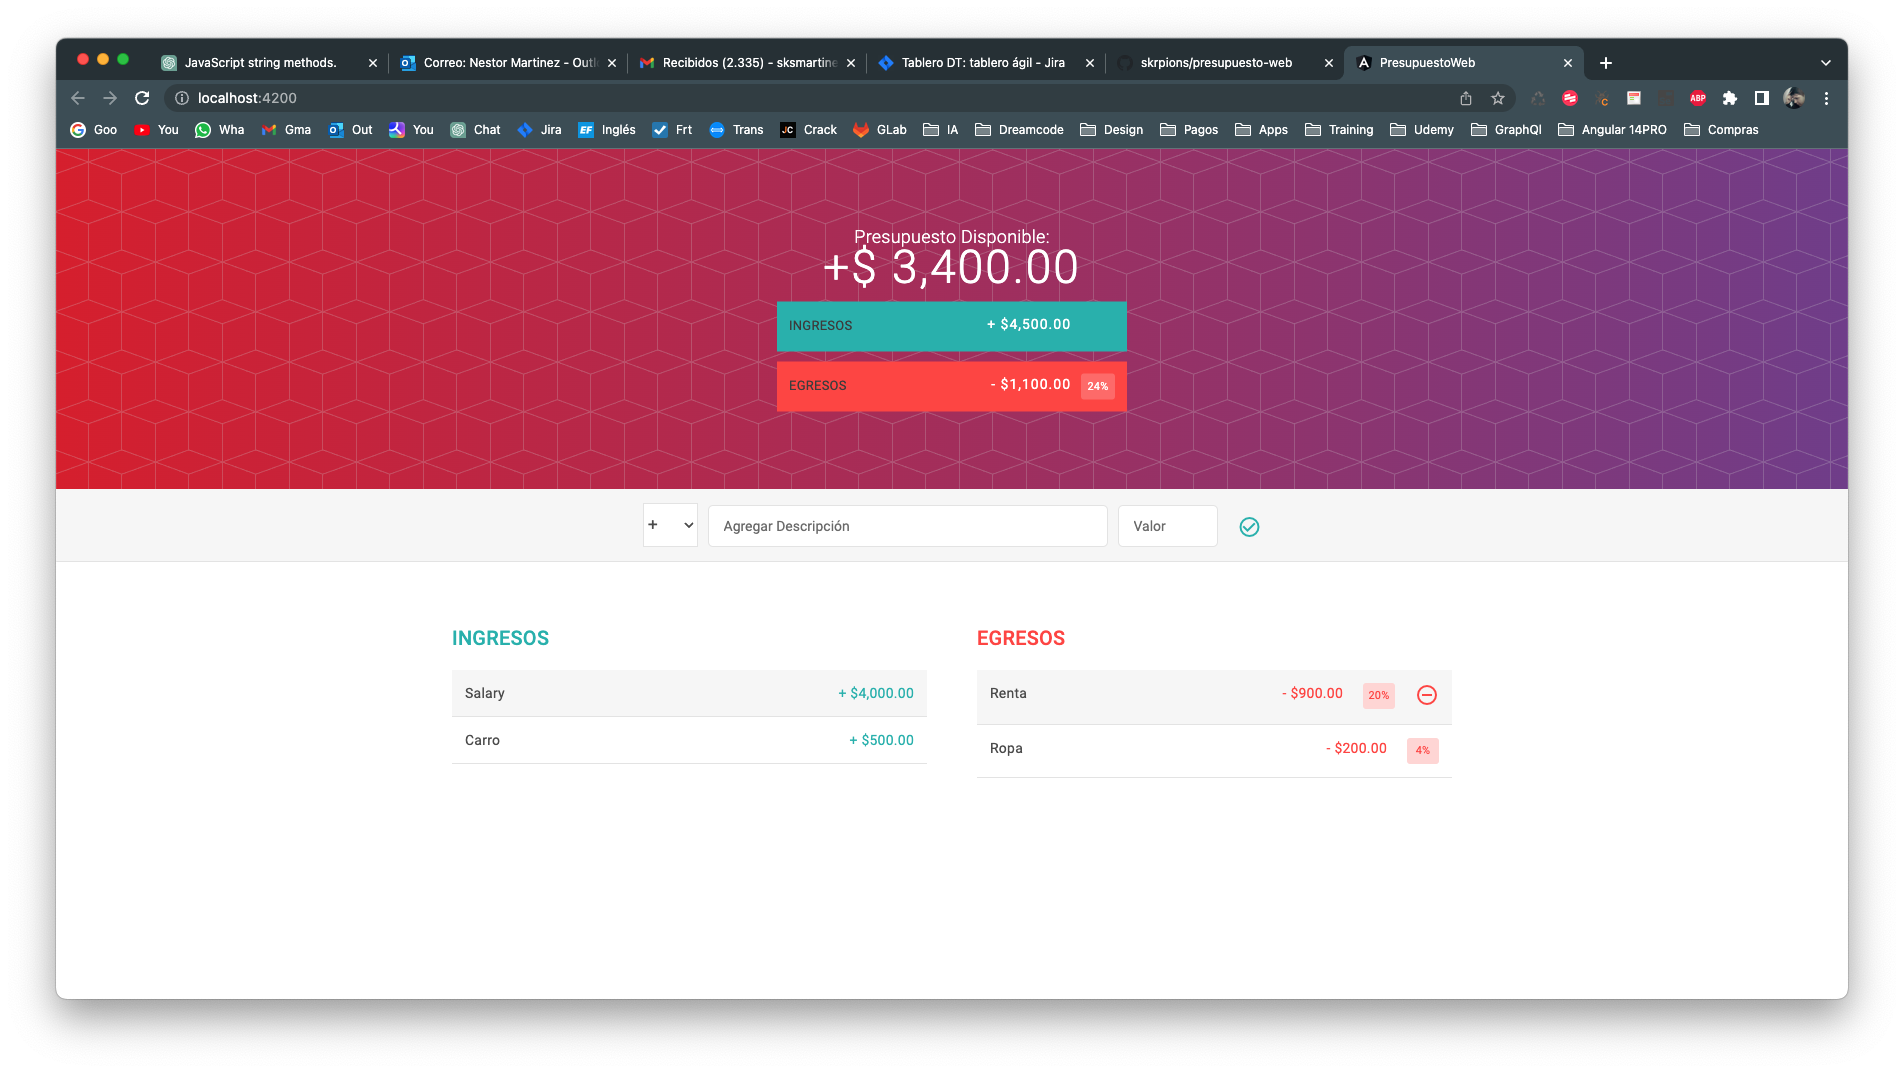 JavaScript string methods.
Correo: Nestor Martinez - Outl
Recibidos (2.335) - sksmartine
Tablero DT: tablero ágil - Jira
skrpions/presupuesto-web
PresupuestoWeb
localhost:4200
ABP
Goo You Wha Gma Out You Chat Jira EF Inglés Frt Trans JC Crack GLab IA Dreamcode Design Pagos Apps Training Udemy GraphQl Angular 14PRO Compras
Presupuesto Disponible:
+$ 3,400.00
INGRESOS + $4,500.00
EGRESOS - $1,100.00 24%
+ Agregar Descripción Valor
INGRESOS
Salary + $4,000.00
Carro + $500.00
EGRESOS
Renta - $900.00 20%
Ropa - $200.00 4%